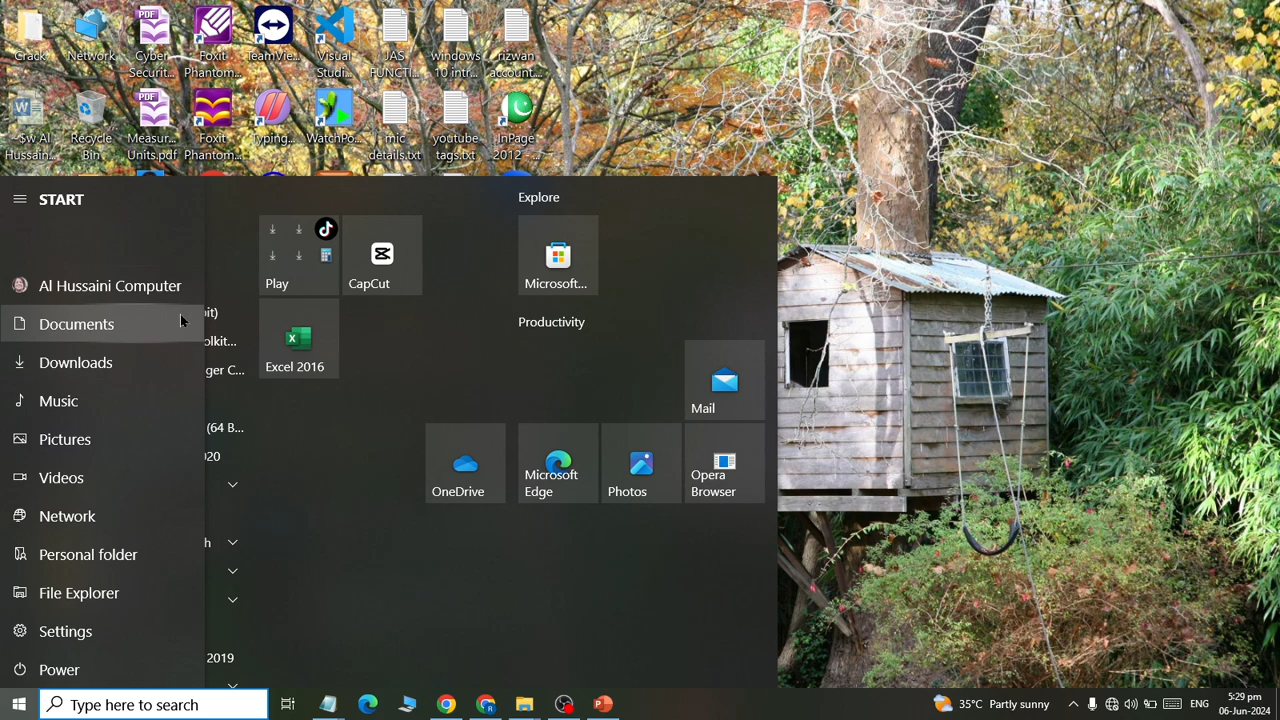 Crack
Network
Cyber
Securit...
Foxit
Phantom...
TeamVie...
Visual
Studi...
JAS
FUNCTI...
windows
10 intr...
rizwan
account....
~$w Al
Hussain...
Recycle
Bin
Measur...
Units.pdf
Foxit
Phantom...
Typing...
WatchPo...
mic
details.txt
youtube
tags.txt
InPage
2012 -...
START
Al Hussaini Computer
Documents
Downloads
Music
Pictures
Videos
Network
Personal folder
File Explorer
Settings
Power
it)
olkit...
ger C...
(64 B...
020
h
2019
Play
CapCut
Excel 2016
OneDrive
Explore
Microsoft...
Productivity
Mail
Microsoft
Edge
Photos
Opera
Browser
Type here to search
35°C Partly sunny
ENG
5:29 pm
06-Jun-2024